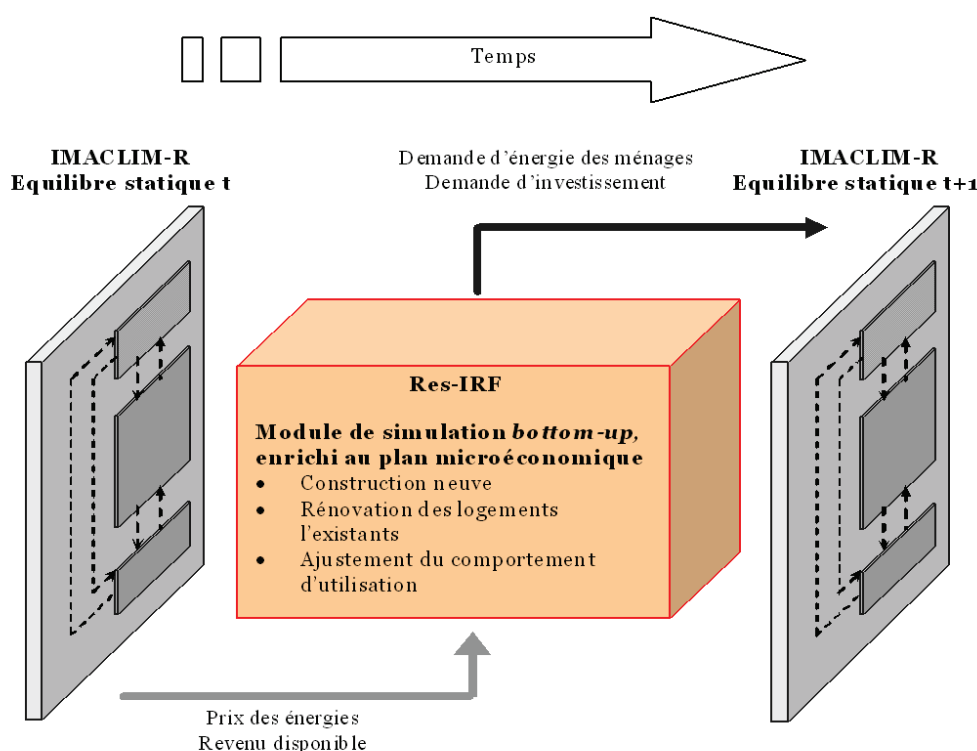 Temps
IMACLIM-R
Equilibre statique t
Demande d'énergie des ménages
Demande d'investissement
IMACLIM-R
Equilibre statique t+1
Res-IRF
Module de simulation bottom-up,
enrichi au plan microéconomique
• Construction neuve
• Rénovation des logements
l'existants
• Ajustement du comportement
d'utilisation
Prix des énergies
Revenu disponible